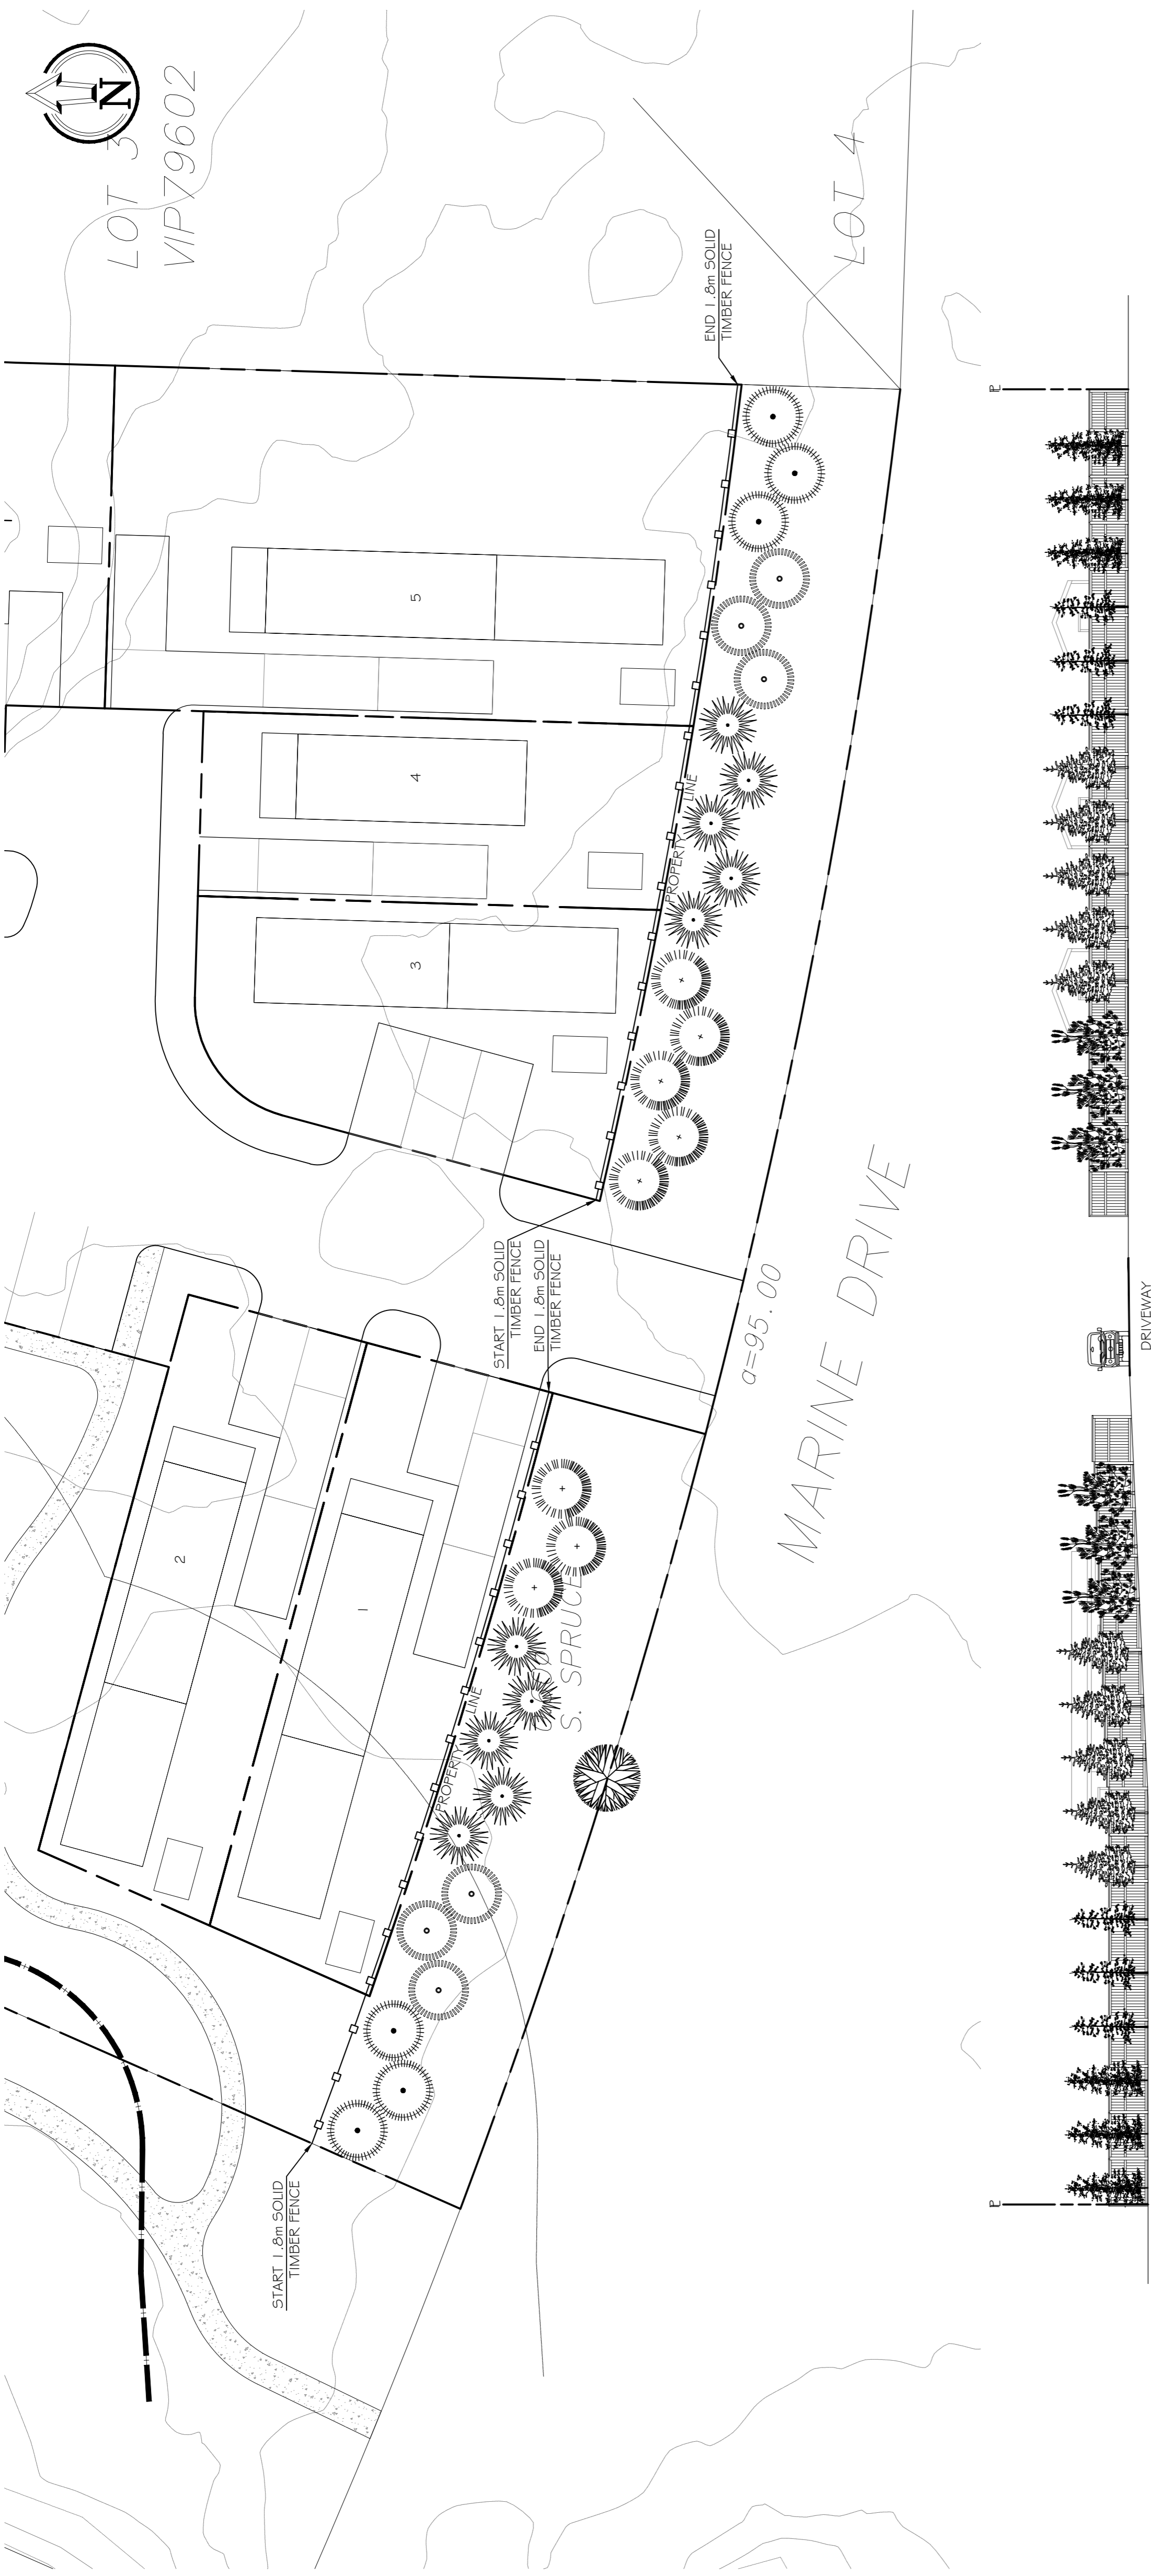 N
LOT 3
VIP79602
LOT 4
END 1.8m SOLID
TIMBER FENCE
5
4
3
PROPERTY LINE
START 1.8m SOLID
TIMBER FENCE
END 1.8m SOLID
TIMBER FENCE
a=95.00
MARINE DRIVE
2
1
S. SPRUCE
PROPERTY LINE
START 1.8m SOLID
TIMBER FENCE
PL
DRIVEWAY
PL